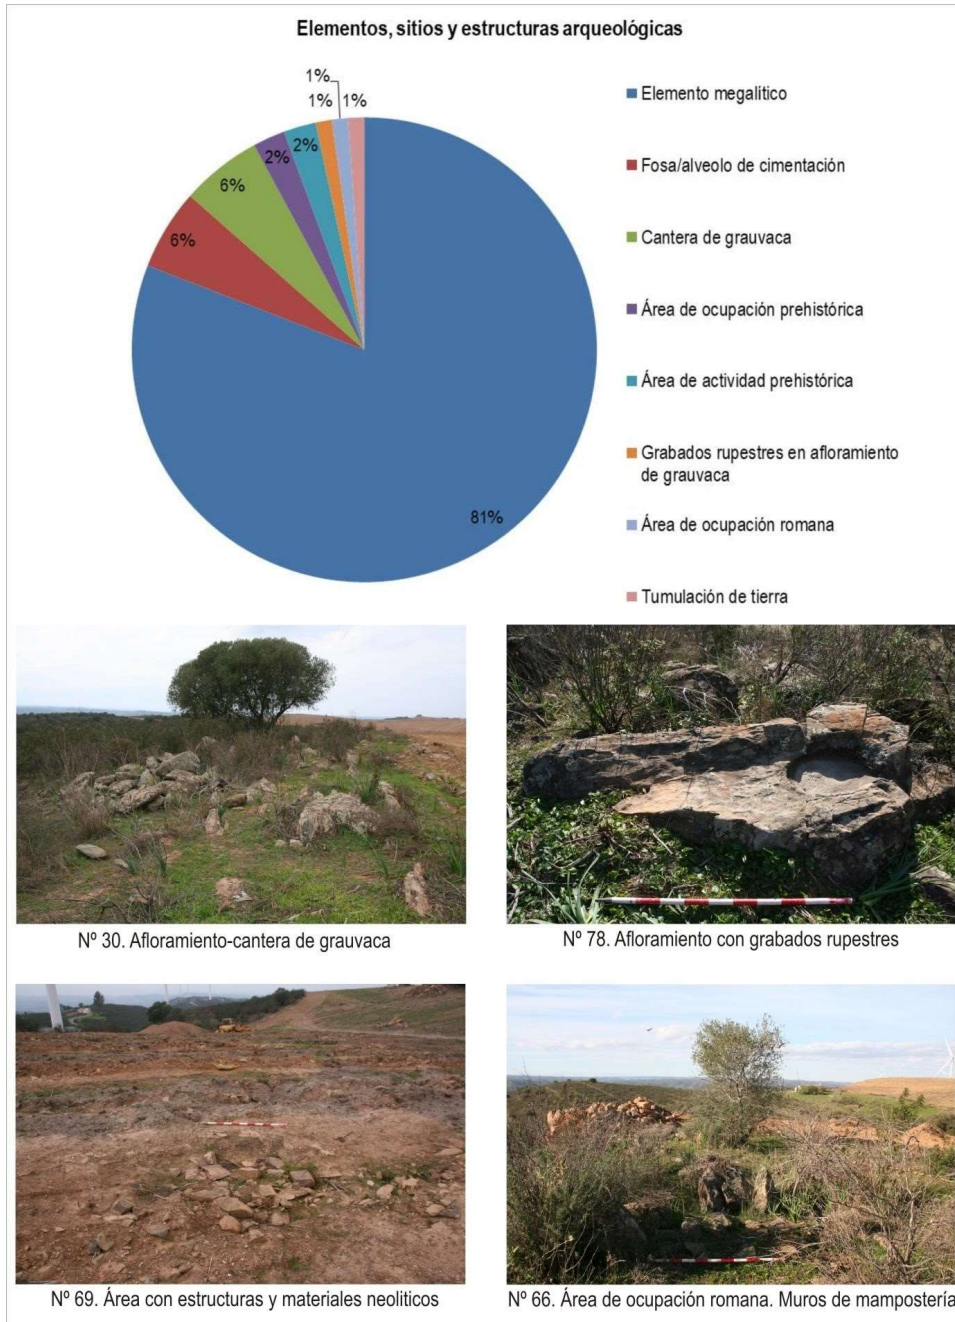 Elementos, sitios y estructuras arqueológicas
1%
1%
1%
2%
2%
6%
6%
81%
Elemento megalitico
Fosa/alveolo de cimentación
Cantera de grauvaca
Área de ocupación prehistórica
Área de actividad prehistórica
Grabados rupestres en afloramiento
de grauvaca
Área de ocupación romana
Tumulación de tierra
Nº 30. Afloramiento-cantera de grauvaca
Nº 78. Afloramiento con grabados rupestres
Nº 69. Área con estructuras y materiales neoliticos
Nº 66. Área de ocupación romana. Muros de mampostería